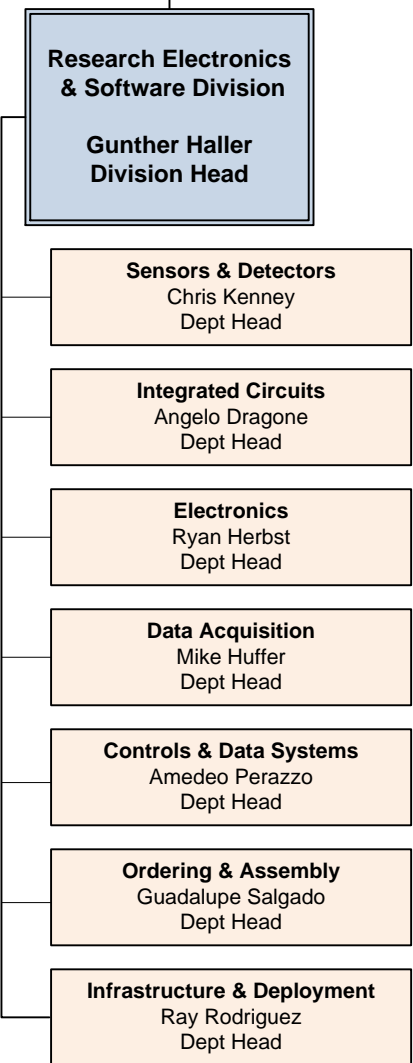 Research Electronics
& Software Division
Gunther Haller
Division Head
Sensors & Detectors
Chris Kenney
Dept Head
Integrated Circuits
Angelo Dragone
Dept Head
Electronics
Ryan Herbst
Dept Head
Data Acquisition
Mike Huffer
Dept Head
Controls & Data Systems
Amedeo Perazzo
Dept Head
Ordering & Assembly
Guadalupe Salgado
Dept Head
Infrastructure & Deployment
Ray Rodriguez
Dept Head